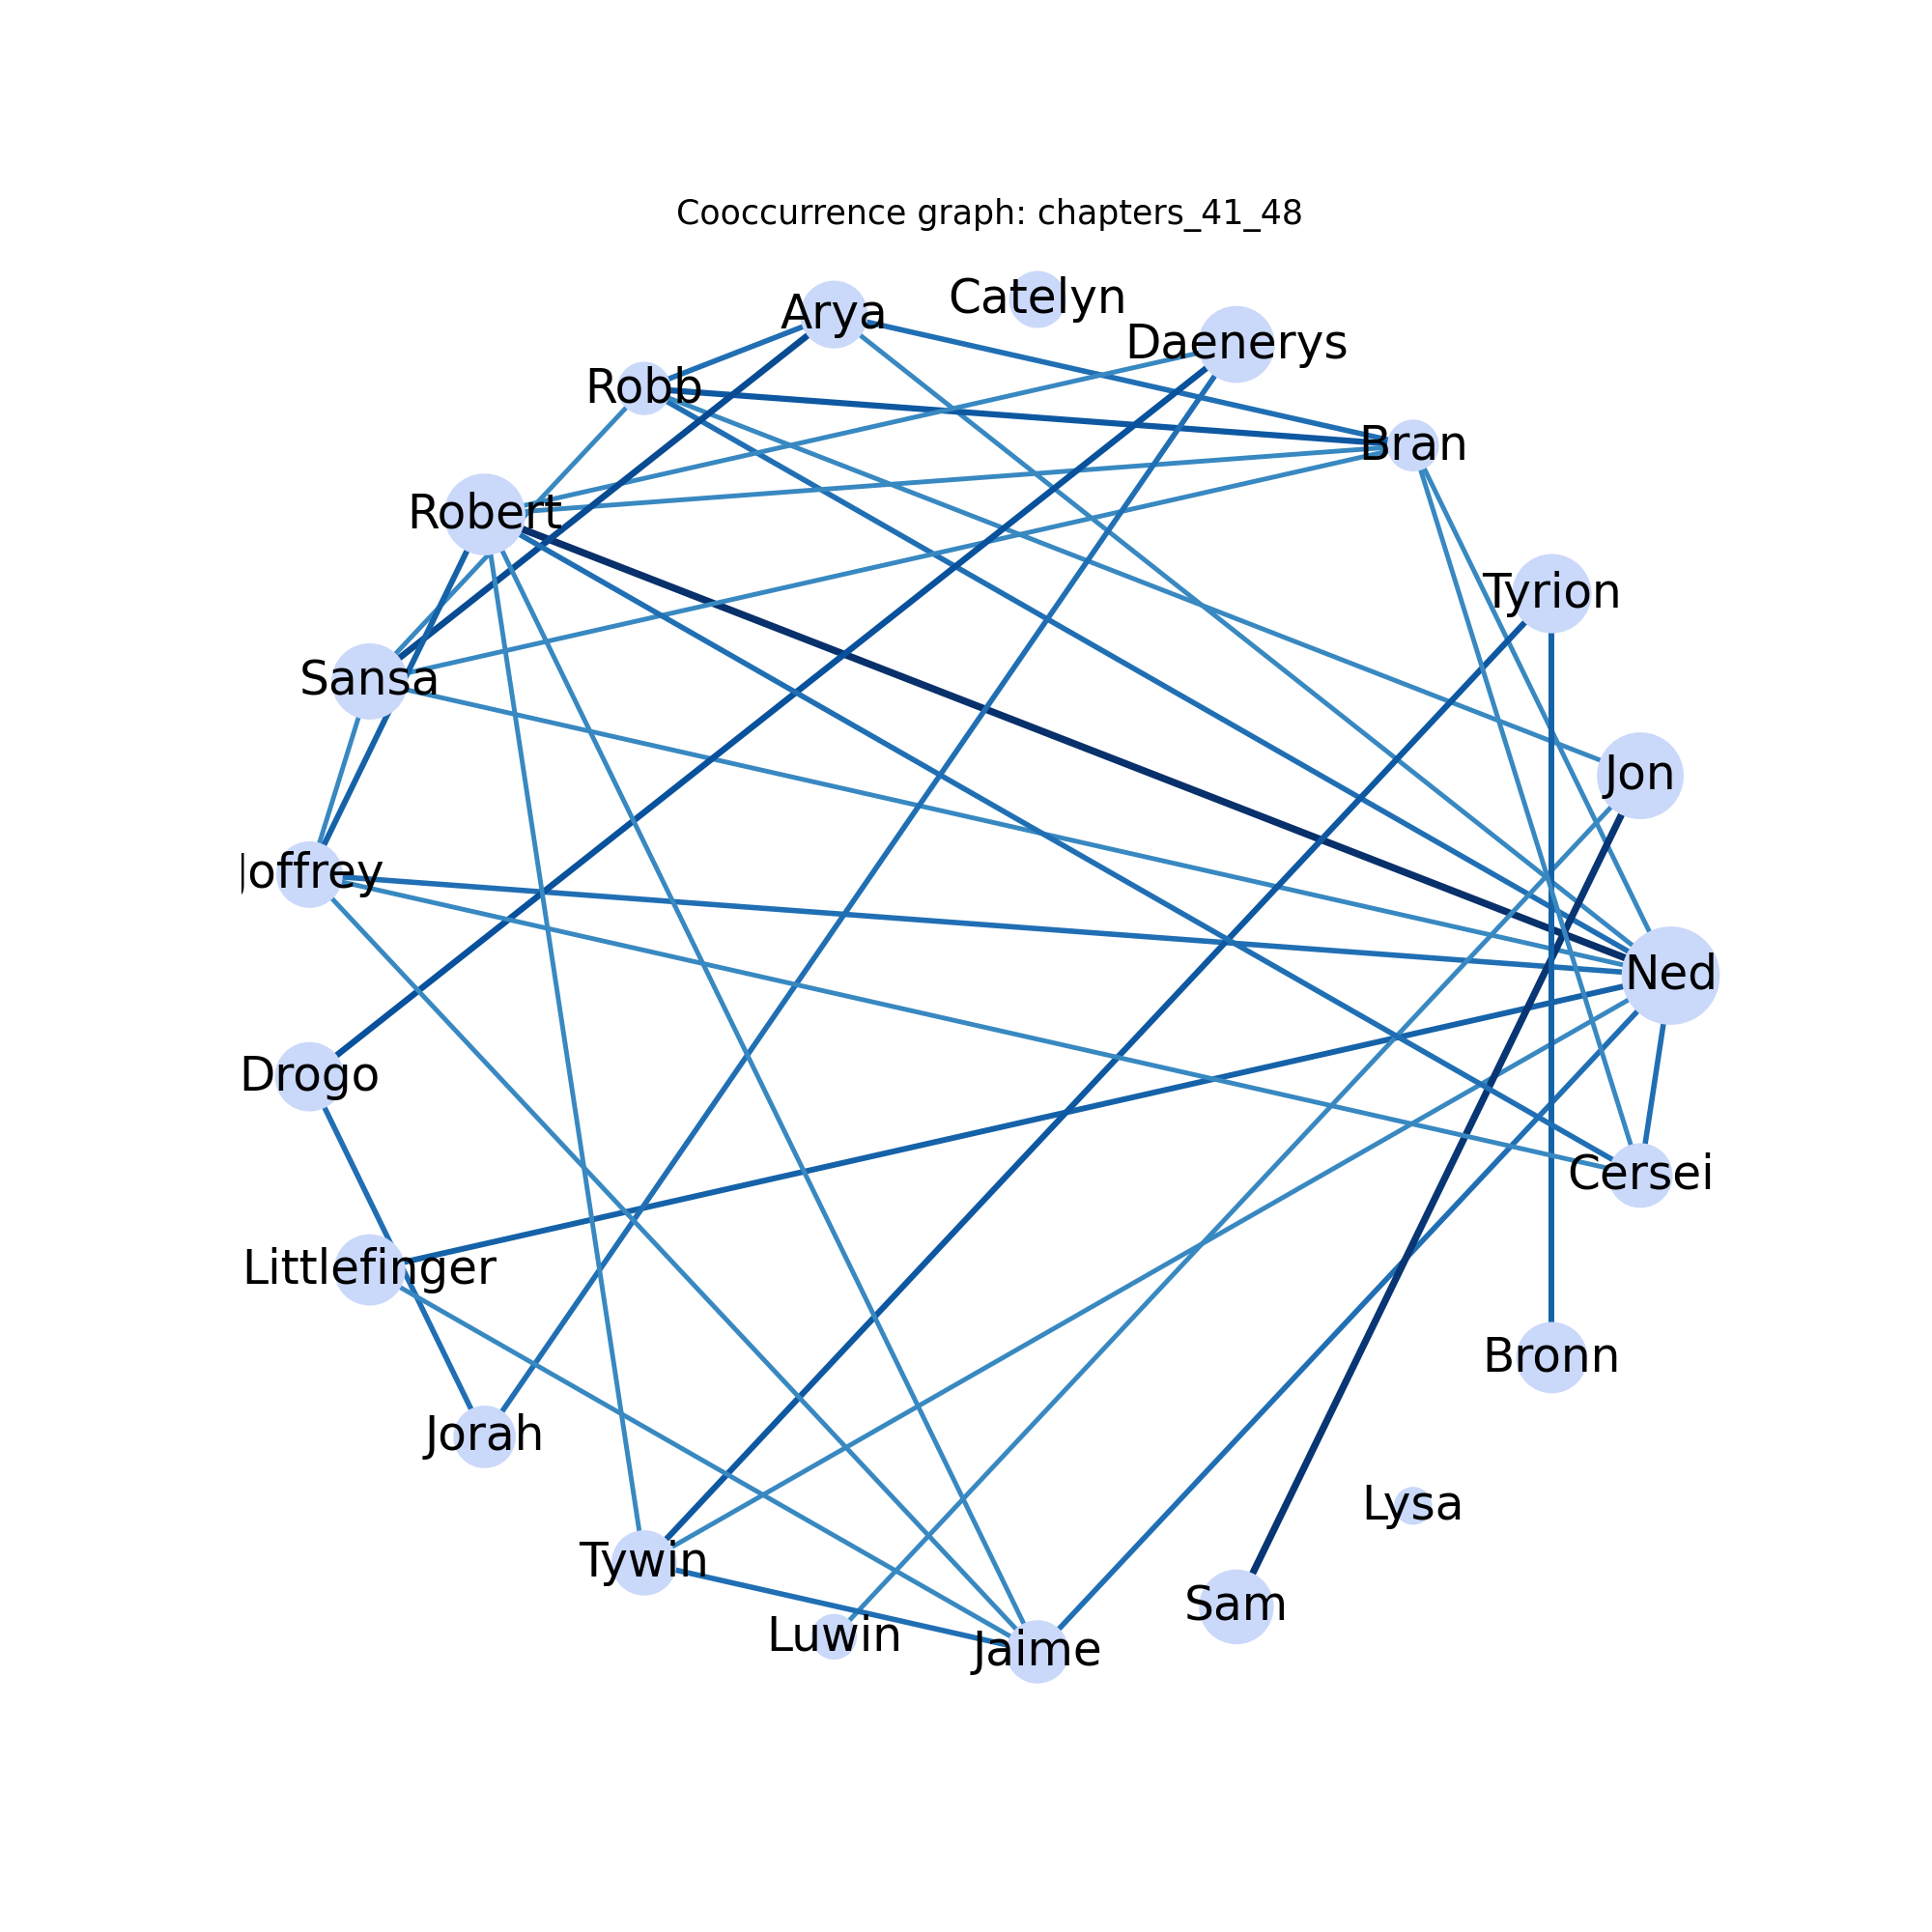 Cooccurrence graph: chapters_41_48
Catelyn
Arya
Daenerys
Robb
Bran
Robert
Tyrion
Sansa
Jon
Joffrey
Ned
Drogo
Cersei
Littlefinger
Bronn
Jorah
Lysa
Tywin
Sam
Luwin
Jaime